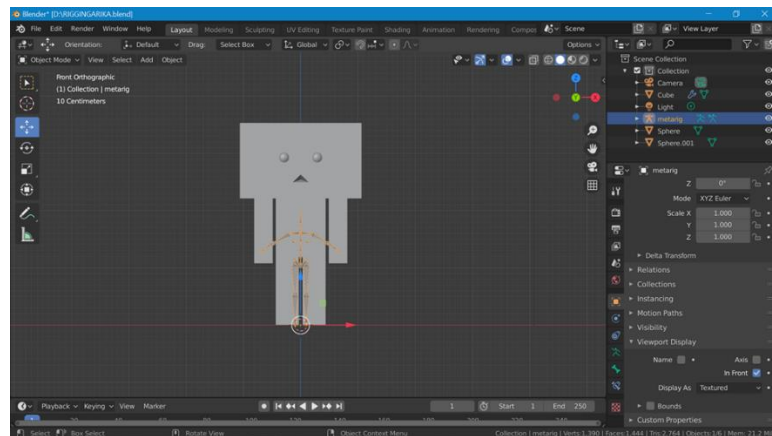 Blender* [D:\RIGGINGARIKA.blend]
File Edit Render Window Help Layout Modeling Sculpting UV Editing Texture Paint Shading Animation Rendering Compos Scene View Layer
Orientation: Default Drag: Select Box Global Options
Object Mode View Select Add Object
Front Orthographic
(1) Collection | metarig
10 Centimeters
Scene Collection
Collection
Camera
Cube
Light
metarig
Sphere
Sphere.001
metarig
Z 0°
Mode XYZ Euler
Scale X 1.000
Y 1.000
Z 1.000
Delta Transform
Relations
Collections
Instancing
Motion Paths
Visibility
Viewport Display
Name Axis
In Front
Display As Textured
Bounds
Custom Properties
Playback Keying View Marker 1 Start 1 End 250
Select Box Select Rotate View Object Context Menu Collection | metarig | Verts:1,390 | Faces:1,444 | Tris:2,764 | Objects:1/6 | Mem: 21.2 M